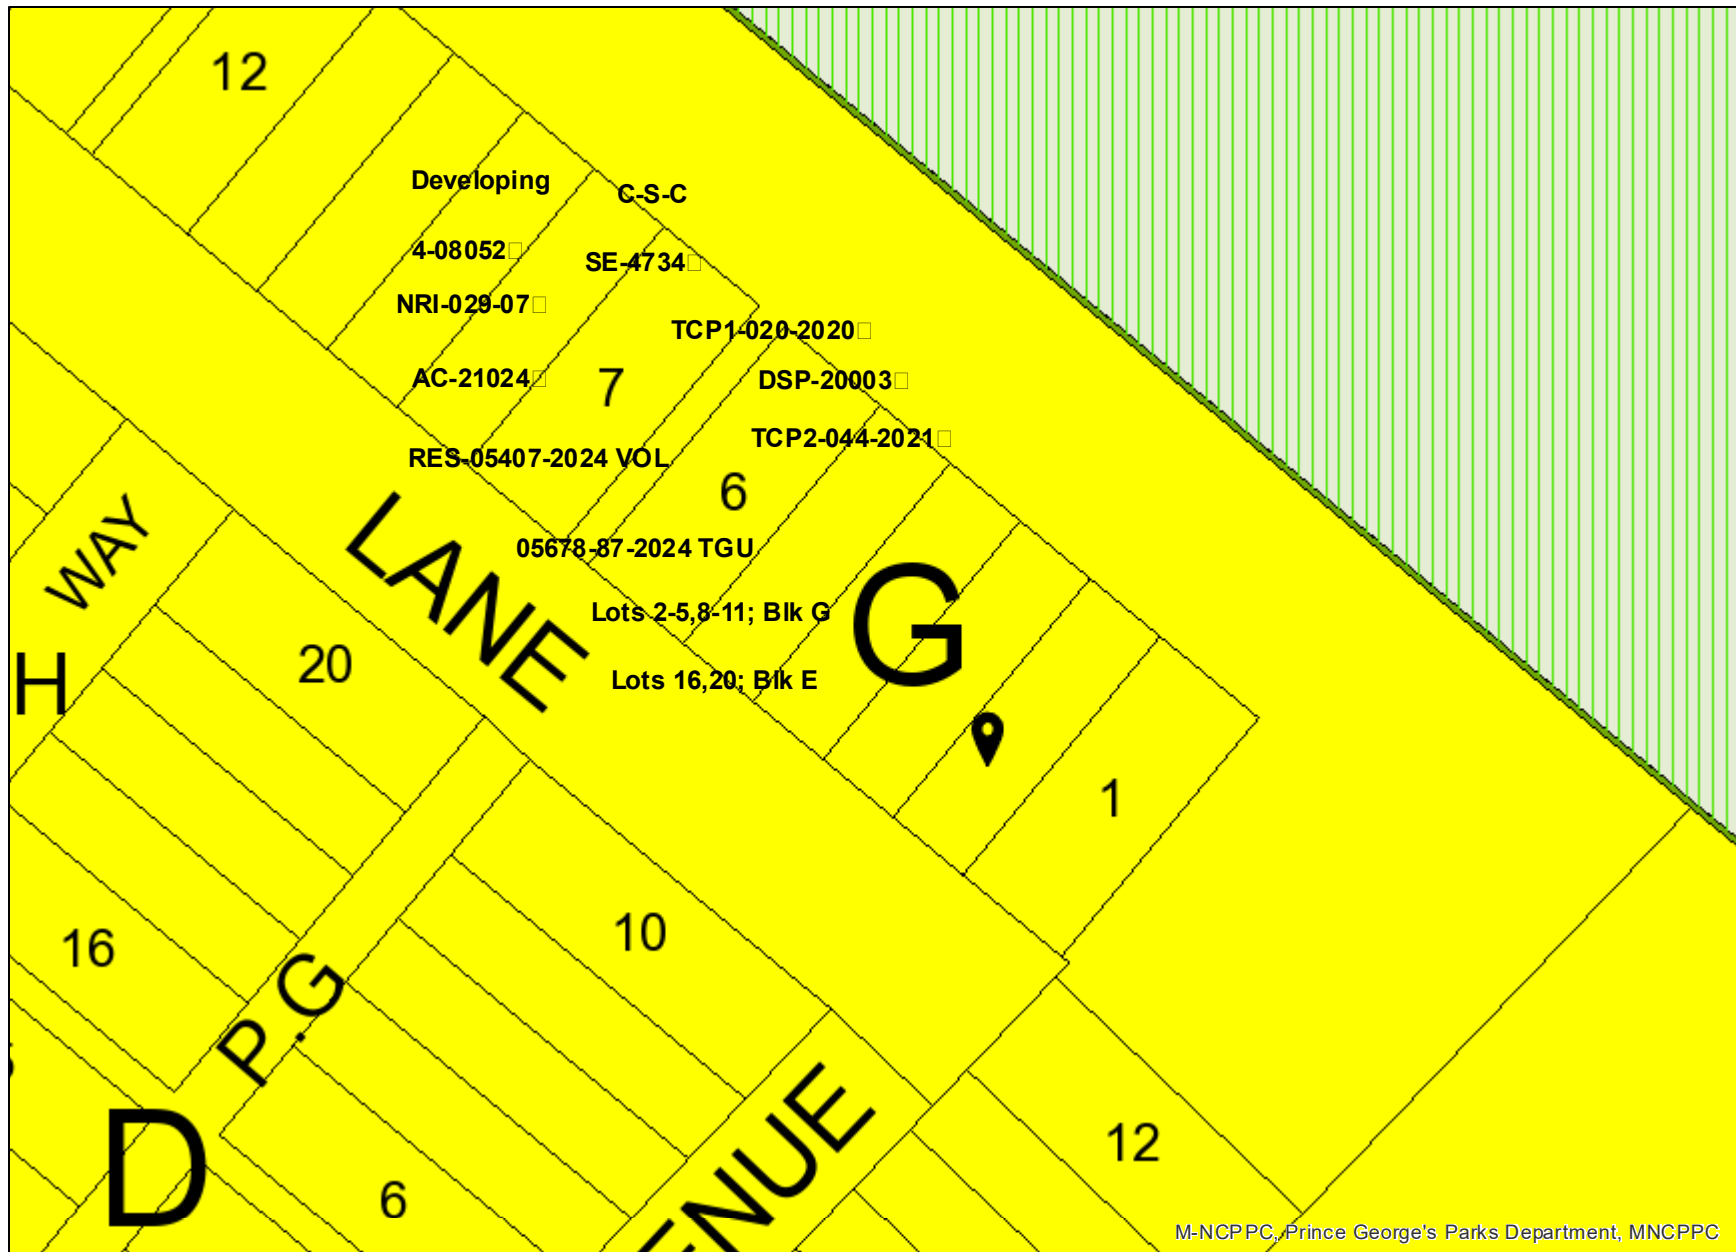 12
Developing
C-S-C
4-08052
SE-4734
NRI-029-07
TCP1-020-2020
AC-21024
7
DSP-20003
TCP2-044-2021
RES-05407-2024 VOL
6
LANE
WAY
05678-87-2024 TGU
Lots 2-5,8-11; Blk G
G
Lots 16,20; Blk E
20
H
1
10
16
P.G
12
D
6
ENUE
M-NCPPC, Prince George's Parks Department, MNCPPC